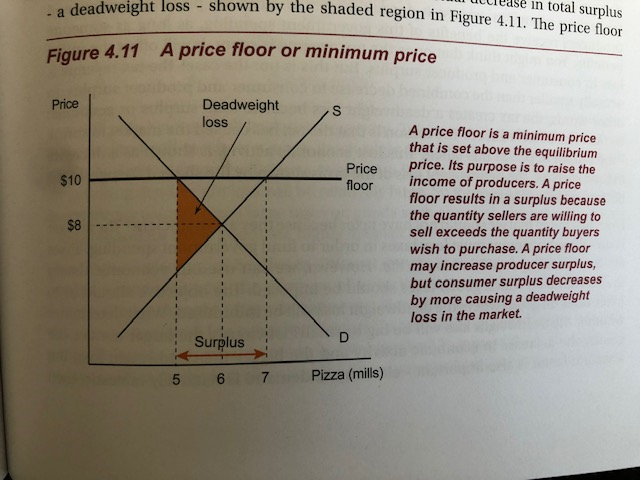 decrease in total surplus
- a deadweight loss - shown by the shaded region in Figure 4.11. The price floor
Figure 4.11 A price floor or minimum price
Price
Deadweight
loss
S
Price
floor
$10
$8
Surplus
D
5 6 7 Pizza (mills)
A price floor is a minimum price
that is set above the equilibrium
price. Its purpose is to raise the
income of producers. A price
floor results in a surplus because
the quantity sellers are willing to
sell exceeds the quantity buyers
wish to purchase. A price floor
may increase producer surplus,
but consumer surplus decreases
by more causing a deadweight
loss in the market.